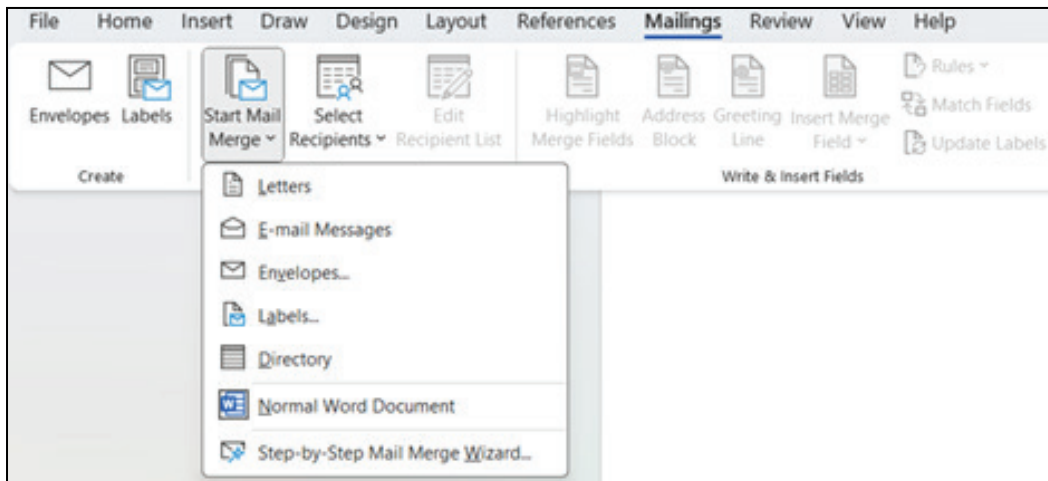 File Home Insert Draw Design Layout References Mailings Review View Help
Envelopes Labels Start Mail Merge Select Recipients Edit Recipient List Highlight Merge Fields Address Block Greeting Line Insert Merge Field Rules
Match Fields
Update Labels
Create Write & Insert Fields
Letters
E-mail Messages
Envelopes...
Labels...
Directory
Normal Word Document
Step-by-Step Mail Merge Wizard...